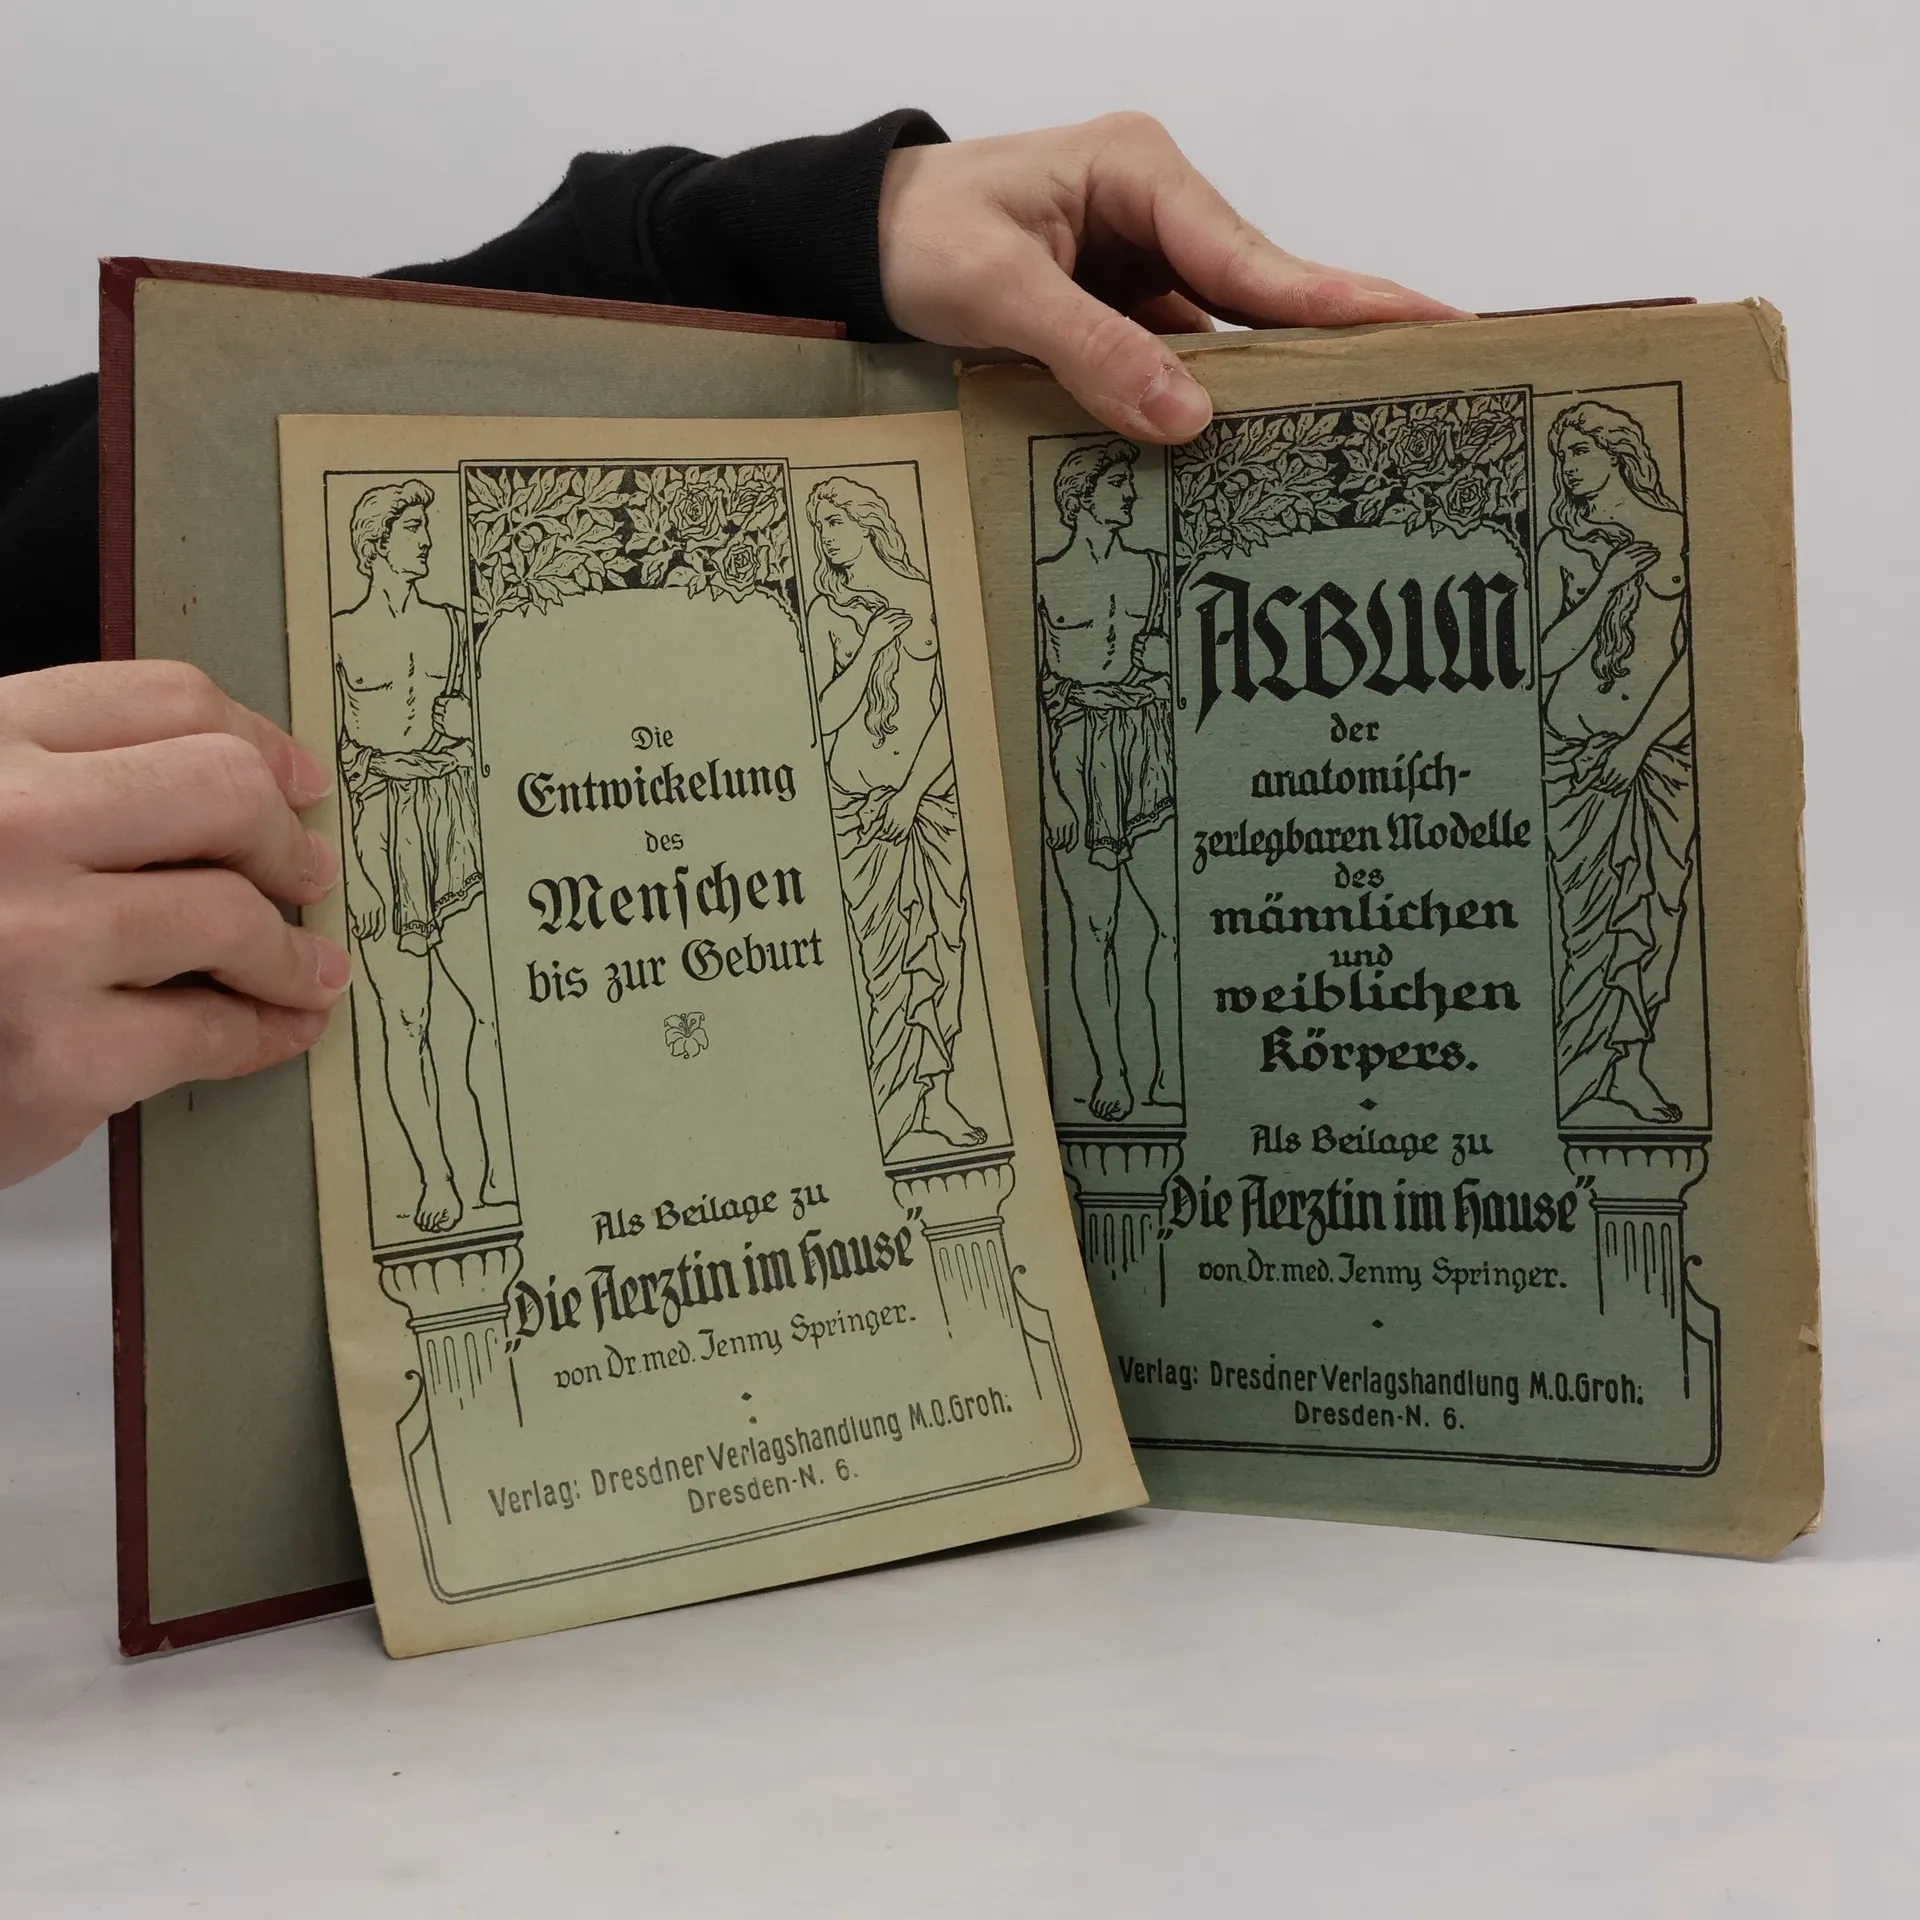 Die
Entwickelung
des
Menſchen
bis zur Geburt
Als Beilage zu
„Die Aerztin im Hause”
von Dr. med. Jenny Springer.
Verlag: Dresdner Verlagshandlung M.O.Groh.
Dresden-N. 6.
ALBUM
der
anatomiſch-
zerlegbaren Modelle
des
männlichen
und
weiblichen
Körpers.
Als Beilage zu
„Die Aerztin im Hause”
von Dr. med. Jenny Springer.
Verlag: Dresdner Verlagshandlung M.O.Groh.
Dresden-N. 6.